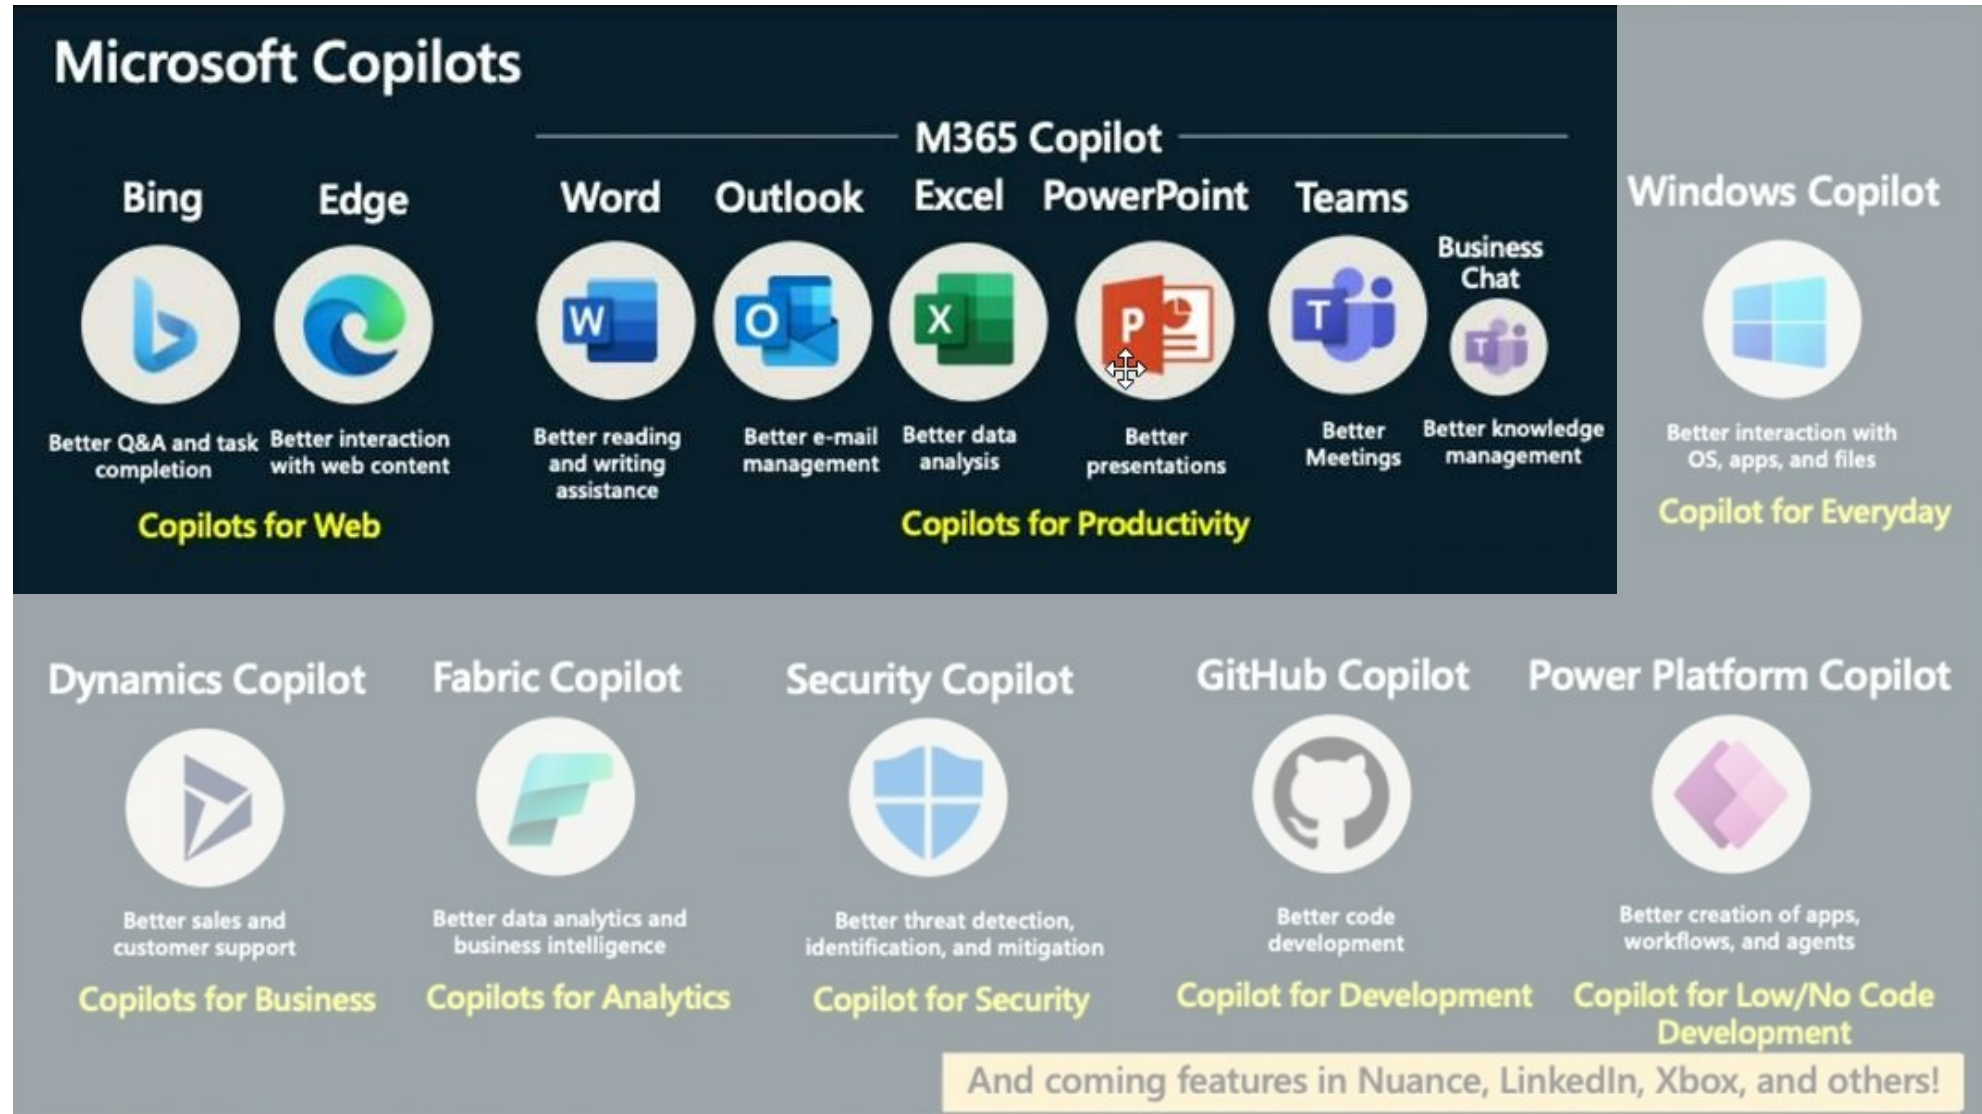 Microsoft Copilots
M365 Copilot
Bing
Edge
Word
Outlook
Excel
PowerPoint
Teams
Business
Chat
Windows Copilot
W
O
X
P
T
T
Better Q&A and task
completion
Better interaction
with web content
Better reading
and writing
assistance
Better e-mail
management
Better data
analysis
Better
presentations
Better
Meetings
Better knowledge
management
Better interaction with
OS, apps, and files
Copilots for Web
Copilots for Productivity
Copilot for Everyday
Dynamics Copilot
Fabric Copilot
Security Copilot
GitHub Copilot
Power Platform Copilot
Better sales and
customer support
Better data analytics and
business intelligence
Better threat detection,
identification, and mitigation
Better code
development
Better creation of apps,
workflows, and agents
Copilots for Business
Copilots for Analytics
Copilot for Security
Copilot for Development
Copilot for Low/No Code
Development
And coming features in Nuance, LinkedIn, Xbox, and others!